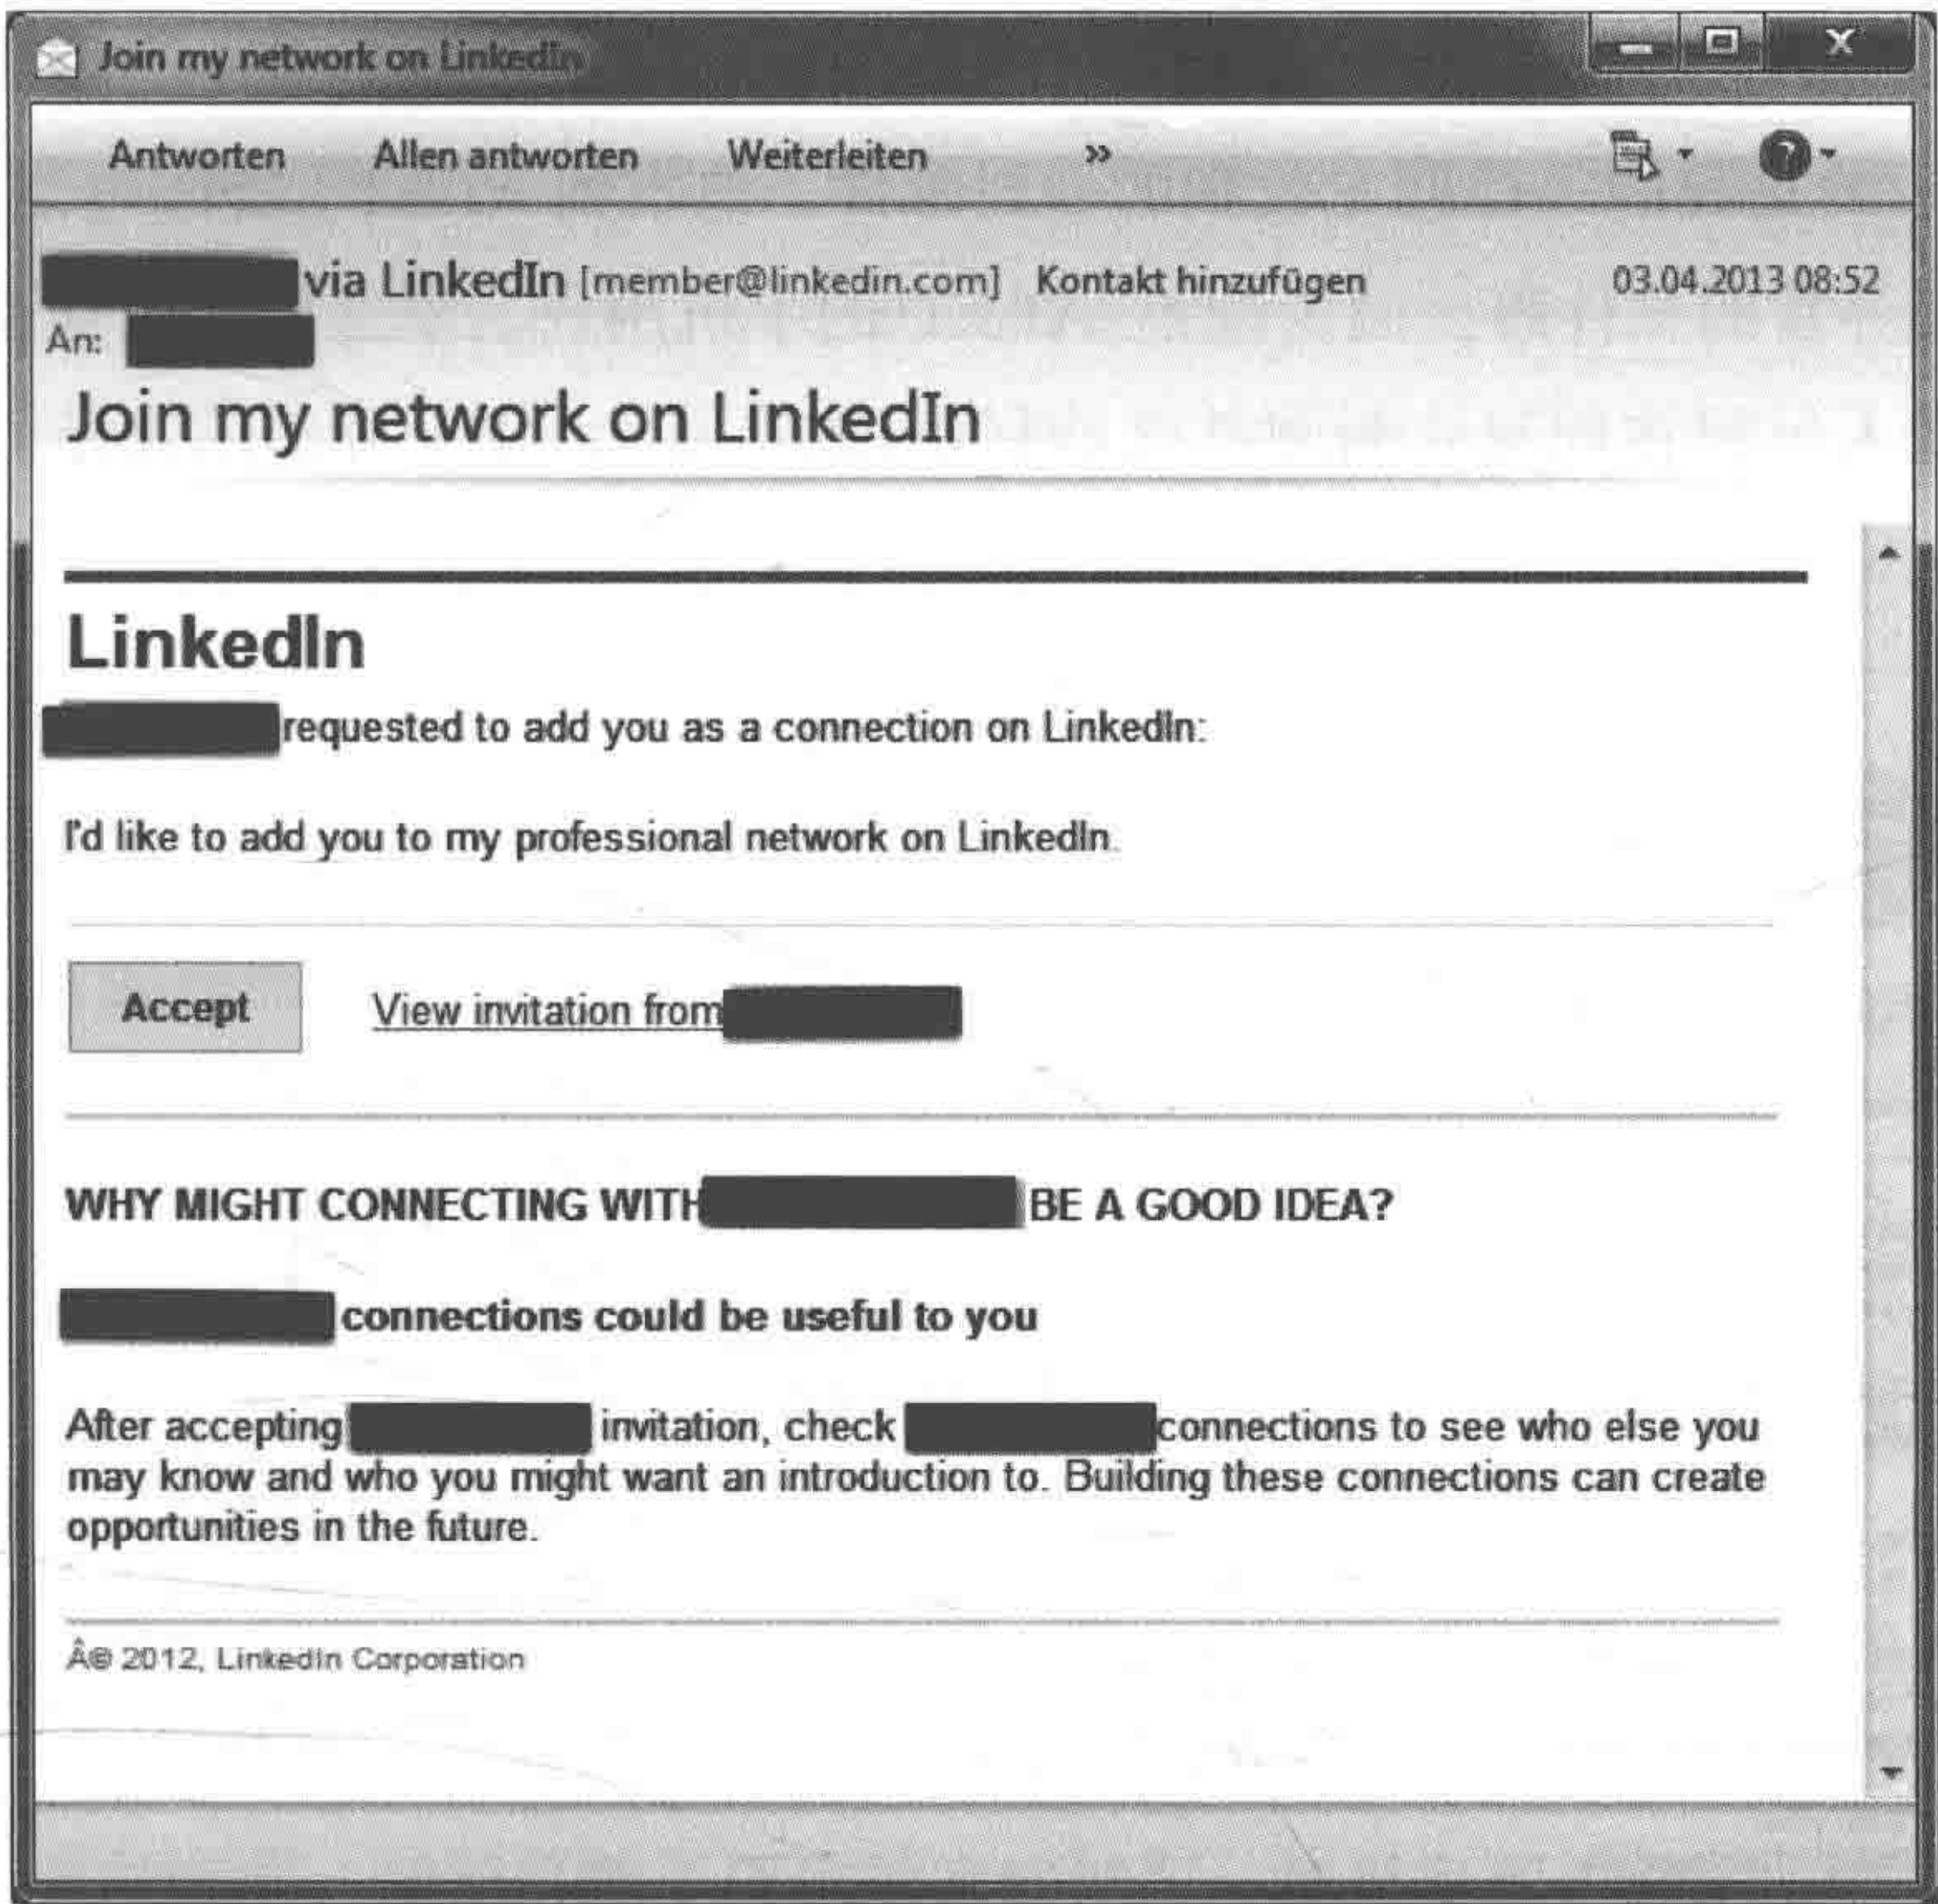 Join my network on LinkedIn
Antworten Allen antworten Weiterleiten »
via LinkedIn [member@linkedin.com] Kontakt hinzufügen 03.04.2013 08:52
An:
Join my network on LinkedIn
LinkedIn
requested to add you as a connection on LinkedIn:
I'd like to add you to my professional network on LinkedIn.
Accept View invitation from
WHY MIGHT CONNECTING WITH BE A GOOD IDEA?
connections could be useful to you
After accepting invitation, check connections to see who else you
may know and who you might want an introduction to. Building these connections can create
opportunities in the future.
Â© 2012, LinkedIn Corporation